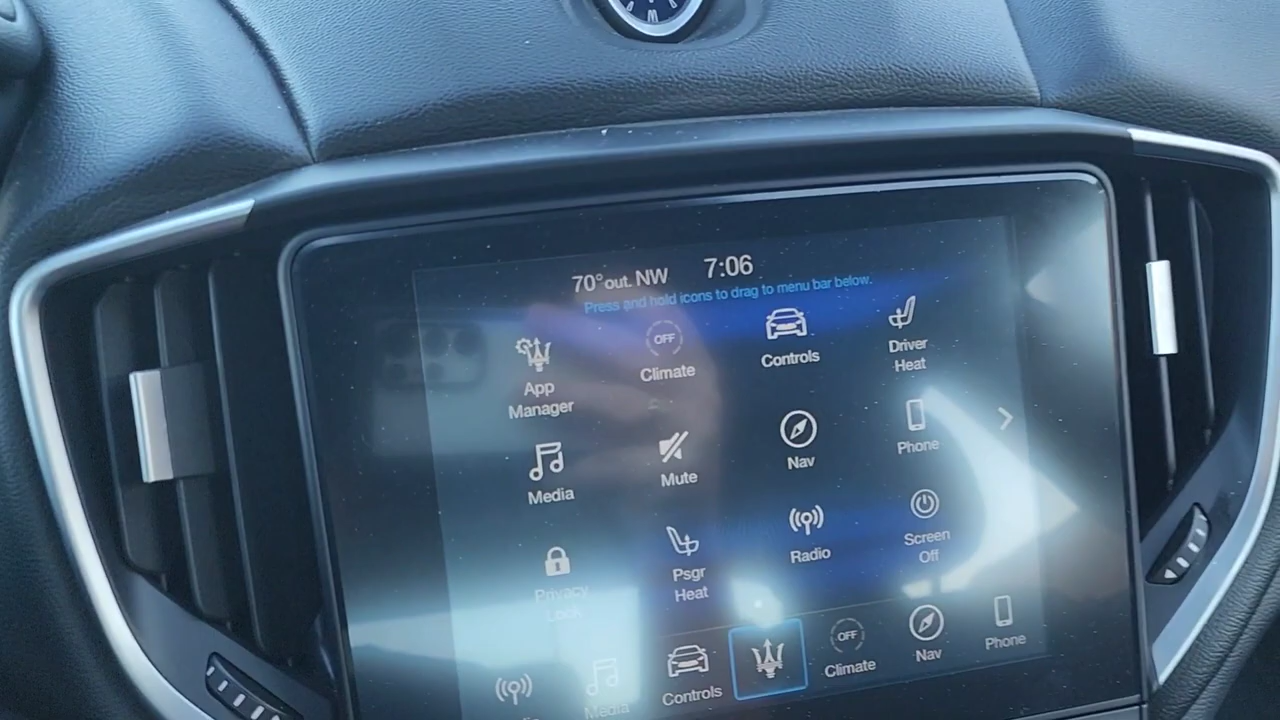 70° out. NW 7:06
Press and hold icons to drag to menu bar below.
App
Manager
OFF
Climate
Controls
Driver
Heat
Media
Mute
Nav
Phone
Privacy
Lock
Psgr
Heat
Radio
Screen
Off
Media
Controls
OFF
Climate
Nav
Phone